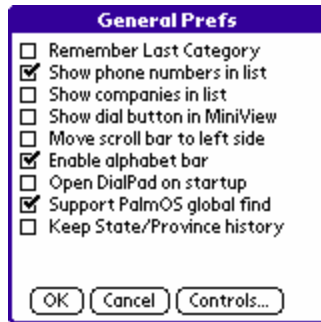 General Prefs
Remember Last Category
Show phone numbers in list
Show companies in list
Show dial button in MiniView
Move scroll bar to left side
Enable alphabet bar
Open DialPad on startup
Support PalmOS global find
Keep State/Province history
OK Cancel Controls...